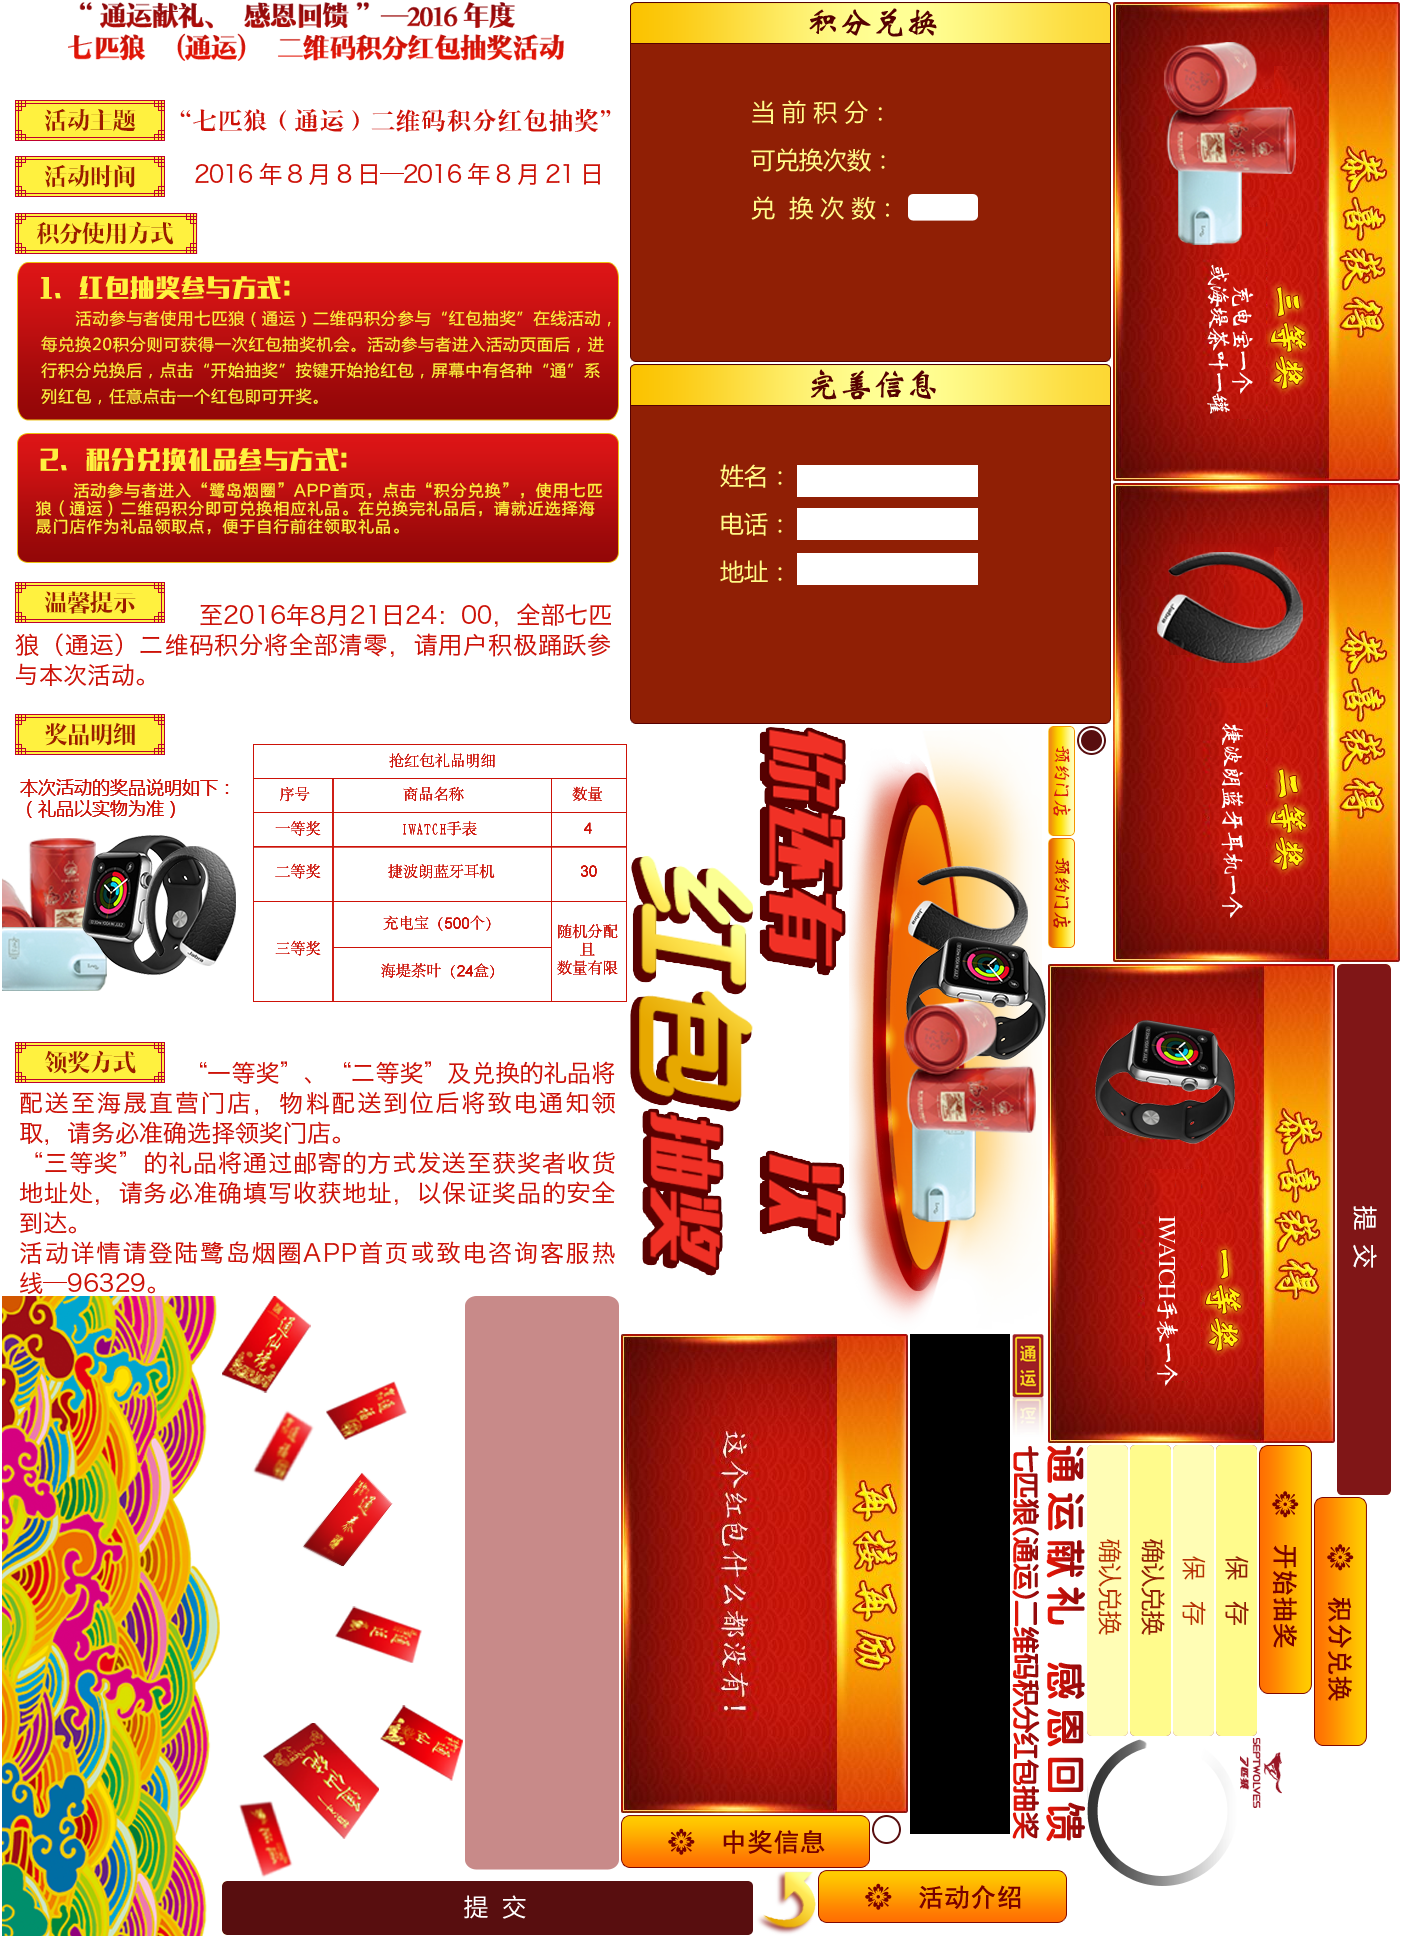 “ 通运献礼、 感恩回馈 ”—2016 年度
七匹狼 （通运） 二维码积分红包抽奖活动
活动主题 “七匹狼（通运）二维码积分红包抽奖”
活动时间 2016 年 8 月 8 日—2016 年 8 月 21 日
积分使用方式
1、红包抽奖参与方式：
活动参与者使用七匹狼（通运）二维码积分参与“红包抽奖”在线活动，
每兑换20积分则可获得一次红包抽奖机会。活动参与者进入活动页面后，进
行积分兑换后，点击“开始抽奖”按键开始抢红包，屏幕中有各种“通”系
列红包，任意点击一个红包即可开奖。
2、积分兑换礼品参与方式：
活动参与者进入“鹭岛烟圈”APP首页，点击“积分兑换”，使用七匹
狼（通运）二维码积分即可兑换相应礼品。在兑换完礼品后，请就近选择海
晟门店作为礼品领取点，便于自行前往领取礼品。
温馨提示 至2016年8月21日24：00，全部七匹
狼（通运）二维码积分将全部清零，请用户积极踊跃参
与本次活动。
奖品明细
本次活动的奖品说明如下：
（礼品以实物为准）
抢红包礼品明细
序号 商品名称 数量
一等奖 IWATCH手表 4
二等奖 捷波朗蓝牙耳机 30
三等奖 充电宝（500个）
海堤茶叶（24盒）
随机分配
且
数量有限
领奖方式 “一等奖”、“二等奖”及兑换的礼品将
配送至海晟直营门店，物料配送到位后将致电通知领
取，请务必准确选择领奖门店。
“三等奖”的礼品将通过邮寄的方式发送至获奖者收货
地址处，请务必准确填写收获地址，以保证奖品的安全
到达。
活动详情请登陆鹭岛烟圈APP首页或致电咨询客服热
线—96329。
积分兑换
当前积分：
可兑换次数：
兑 换次数：
完善信息
姓名：
电话：
地址：
恭喜获得
三等奖
充电宝一个
或海堤茶叶一罐
恭喜获得
二等奖
捷波朗蓝牙耳机一个
预约门店
预约门店
你还有 次
红包抽奖
恭喜获得
一等奖
IWATCH手表一个
提 交
再接再励
这个红包什么都没有！
通运
通运献礼 感恩回馈
七匹狼(通运)二维码积分红包抽奖
确认兑换
确认兑换
保 存
保 存
开始抽奖
积分兑换
SEPTWOLVES
七匹狼
通仙境
中奖信息
活动介绍
提 交